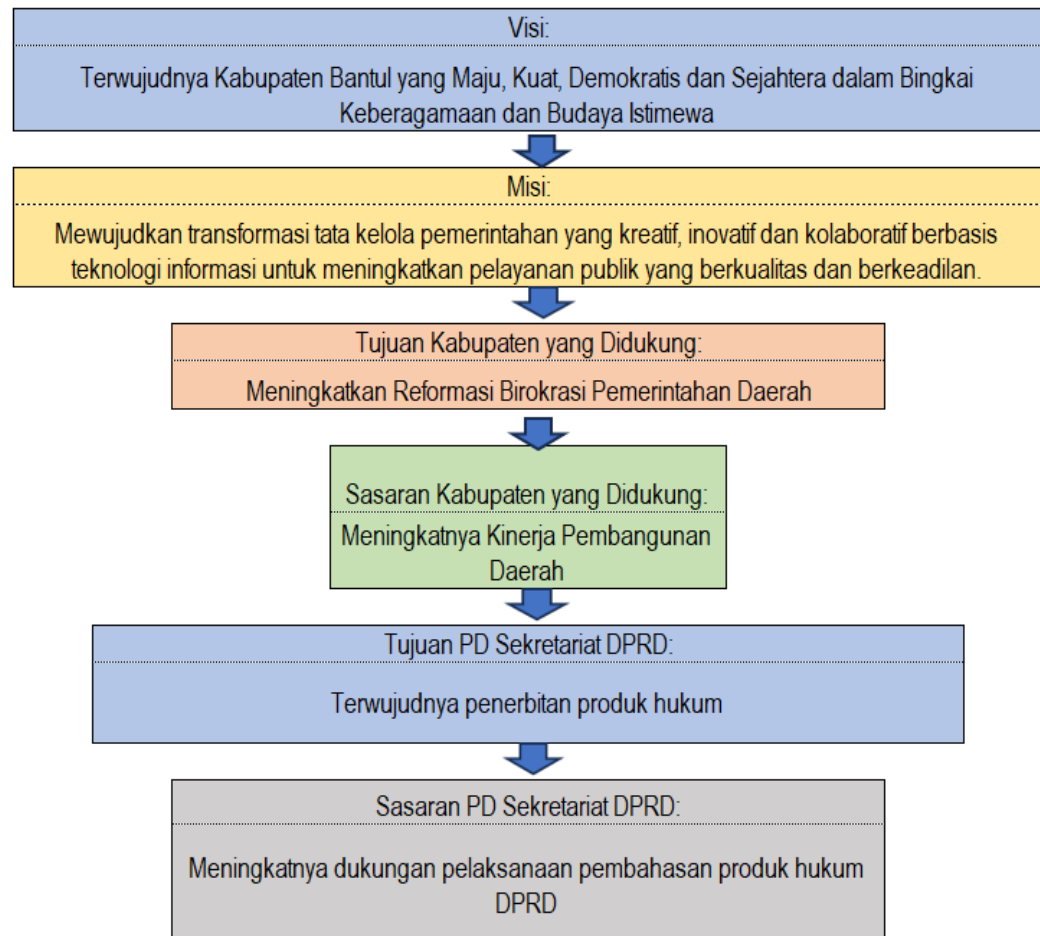 Visi:
Terwujudnya Kabupaten Bantul yang Maju, Kuat, Demokratis dan Sejahtera dalam Bingkai
Keberagamaan dan Budaya Istimewa
Misi:
Mewujudkan transformasi tata kelola pemerintahan yang kreatif, inovatif dan kolaboratif berbasis
teknologi informasi untuk meningkatkan pelayanan publik yang berkualitas dan berkeadilan.
Tujuan Kabupaten yang Didukung:
Meningkatkan Reformasi Birokrasi Pemerintahan Daerah
Sasaran Kabupaten yang Didukung:
Meningkatnya Kinerja Pembangunan
Daerah
Tujuan PD Sekretariat DPRD:
Terwujudnya penerbitan produk hukum
Sasaran PD Sekretariat DPRD:
Meningkatnya dukungan pelaksanaan pembahasan produk hukum
DPRD